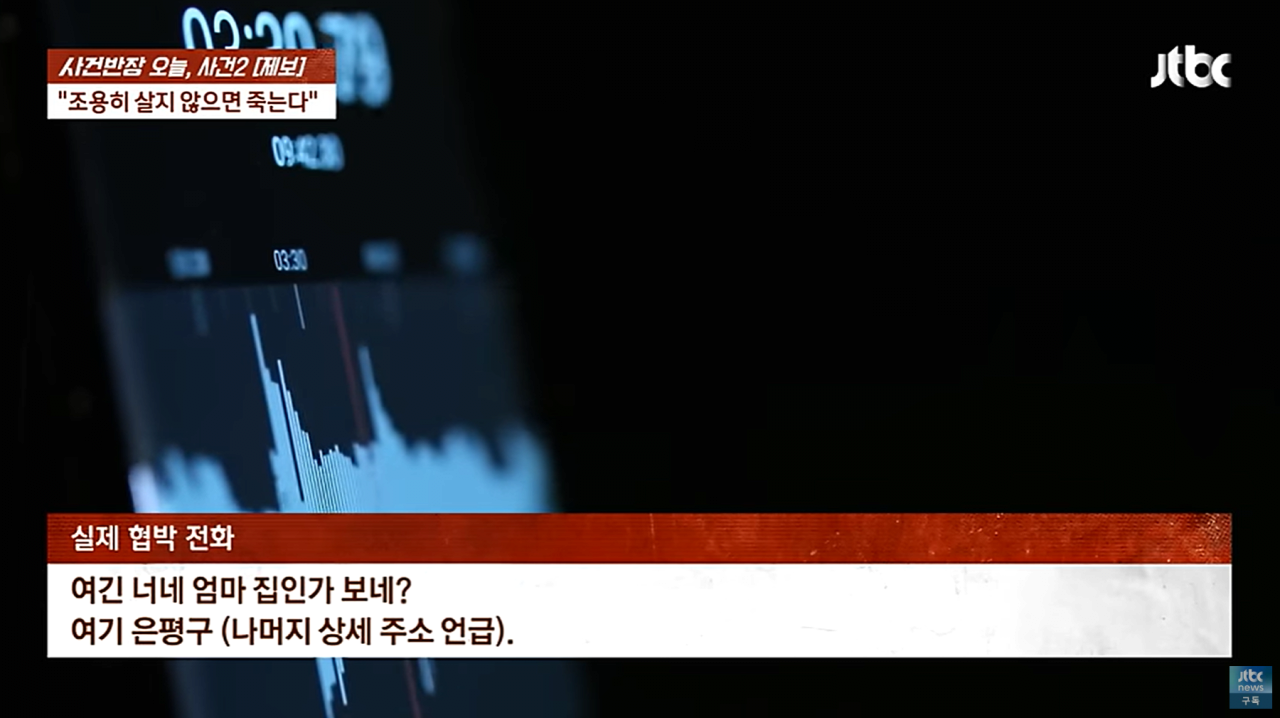 사건반장 오늘, 사건2 [제보]
"조용히 살지 않으면 죽는다"
jtbc
03:30
실제 협박 전화
여긴 너네 엄마 집인가 보네?
여기 은평구 (나머지 상세 주소 언급).
jtbc
news
구독